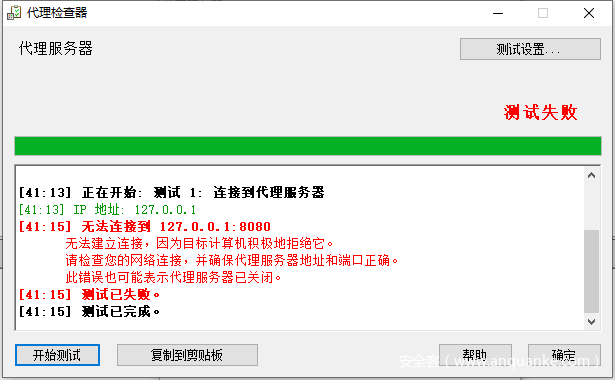 代理检查器
代理服务器
测试设置...
测试失败
[41:13] 正在开始: 测试 1: 连接到代理服务器
[41:13] IP 地址: 127.0.0.1
[41:15] 无法连接到 127.0.0.1:8080
无法建立连接，因为目标计算机积极地拒绝它。
请检查您的网络连接，并确保代理服务器地址和端口正确。
此错误也可能表示代理服务器已关闭。
[41:15] 测试已失败。
[41:15] 测试已完成。
开始测试
复制到剪贴板
帮助
确定
安全客（www.anquanke.com）